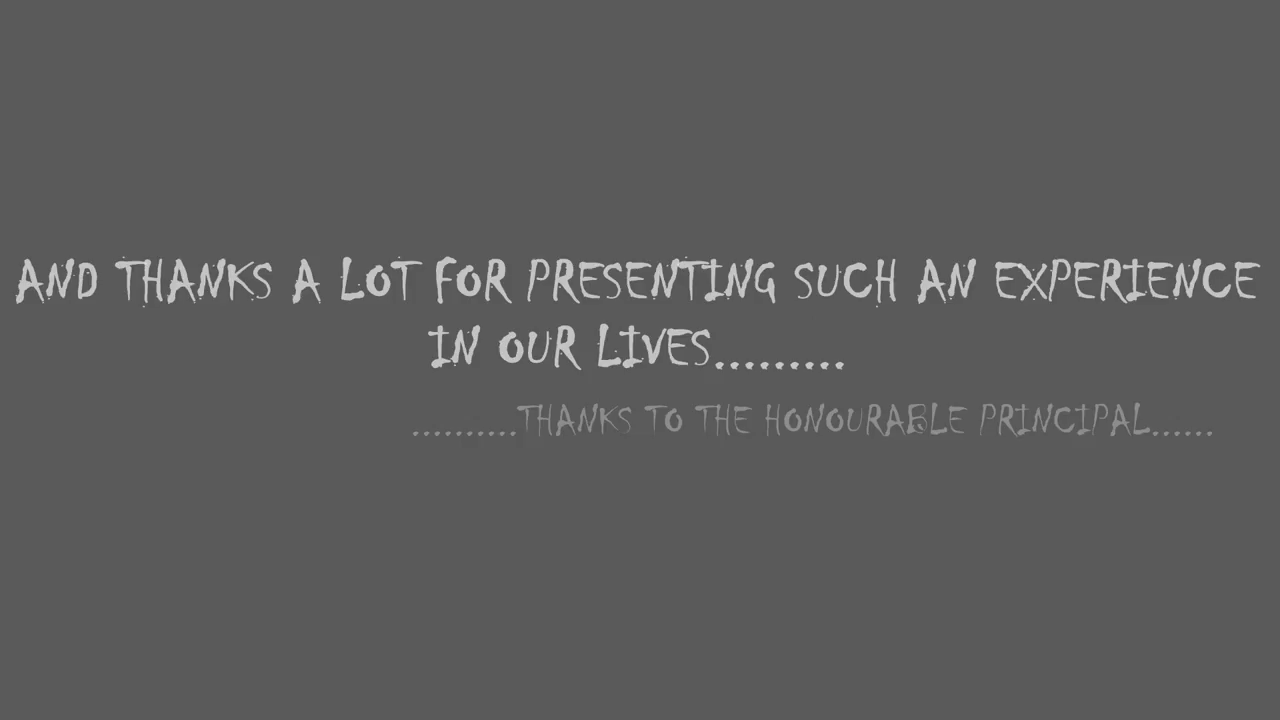 AND THANKS A LOT FOR PRESENTING SUCH AN EXPERIENCE
IN OUR LIVES.........
..........THANKS TO THE HONOURABLE PRINCIPAL......